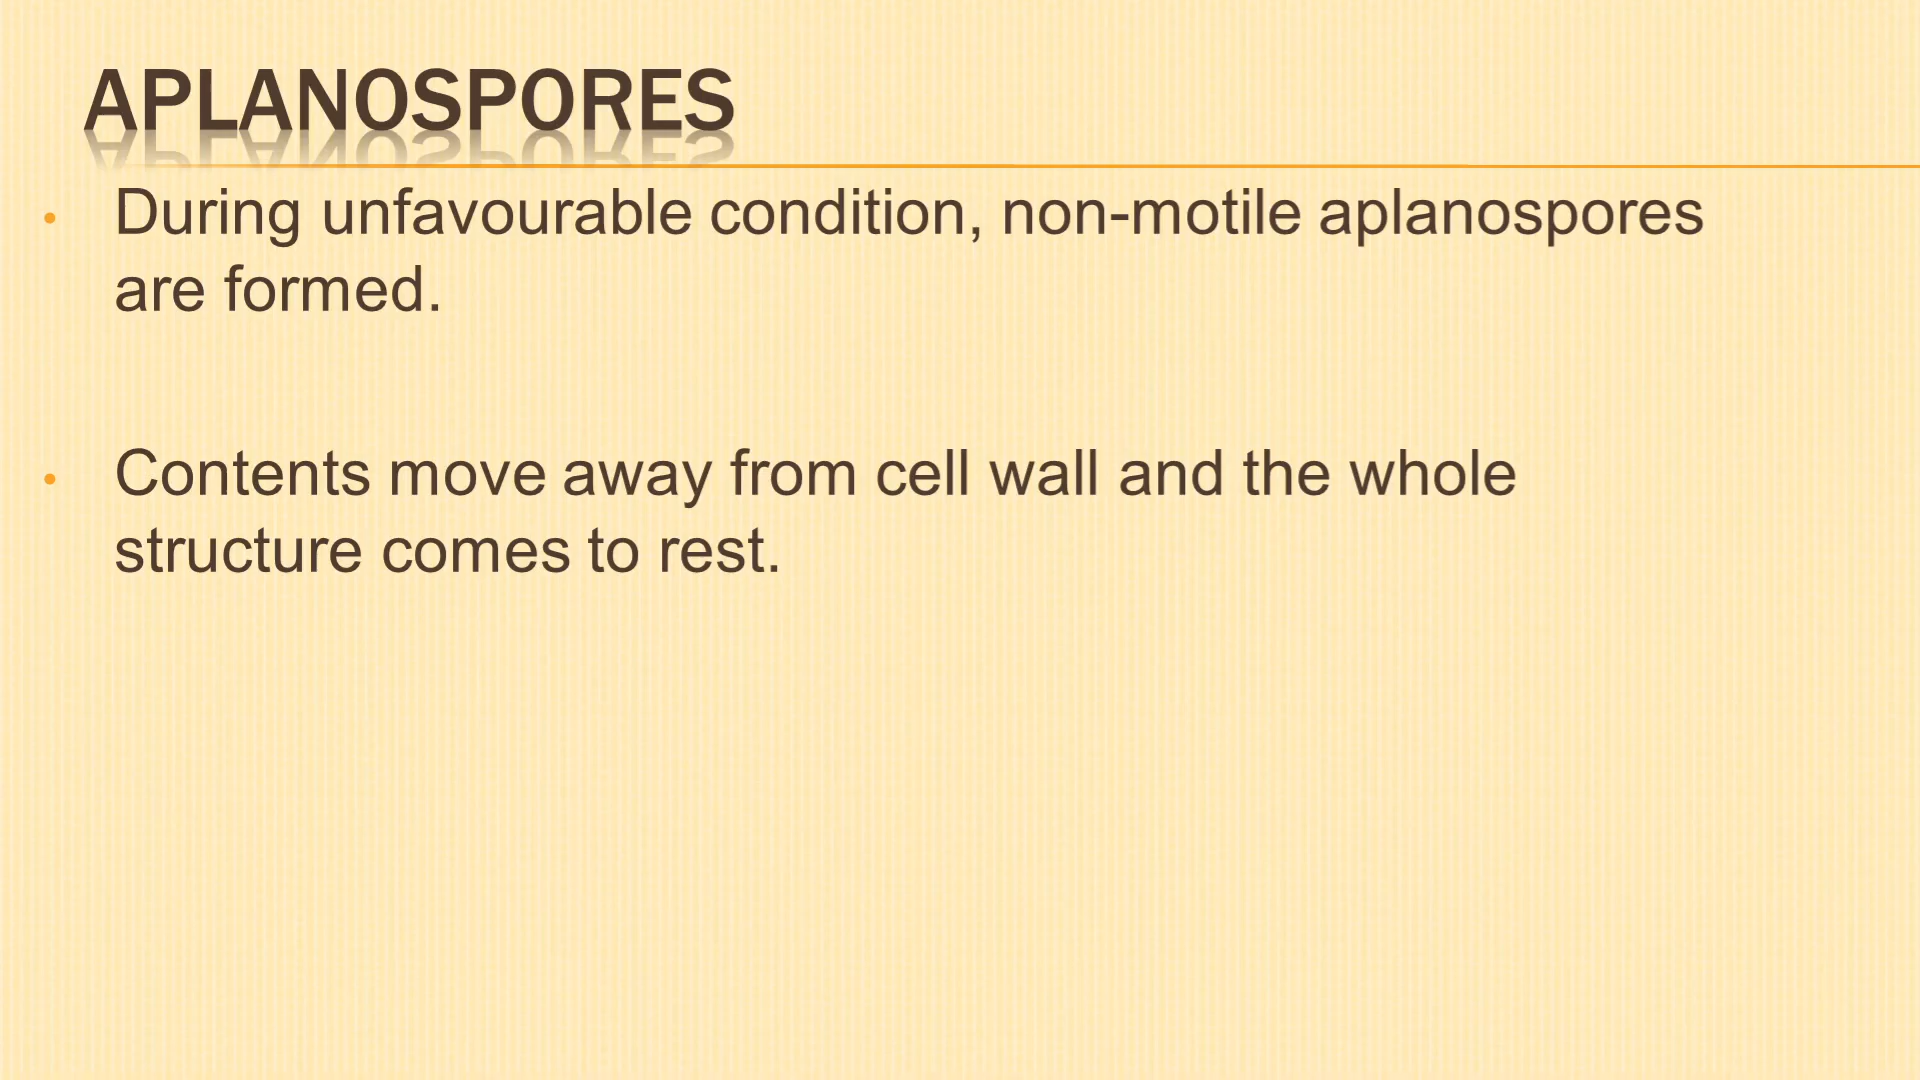 APLANOSPORES
• During unfavourable condition, non-motile aplanospores
are formed.
• Contents move away from cell wall and the whole
structure comes to rest.